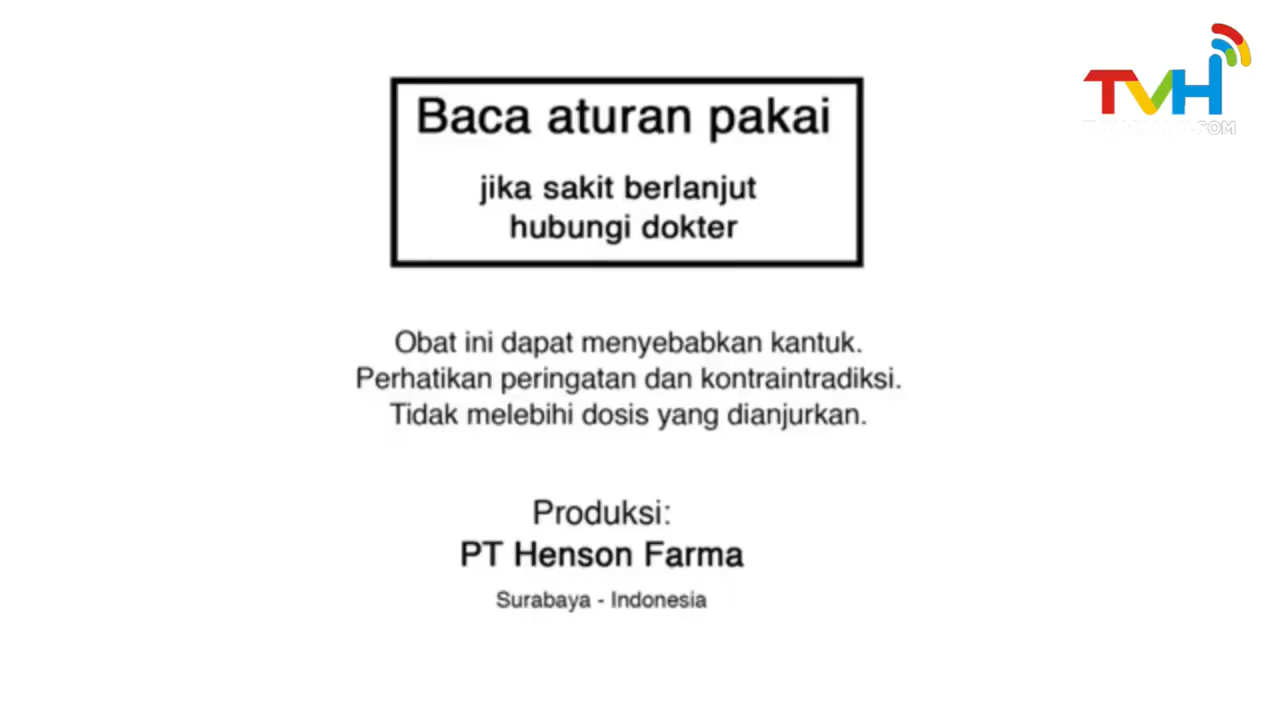 TVH
Baca aturan pakai
jika sakit berlanjut
hubungi dokter
Obat ini dapat menyebabkan kantuk.
Perhatikan peringatan dan kontraintradiksi.
Tidak melebihi dosis yang dianjurkan.
Produksi:
PT Henson Farma
Surabaya - Indonesia